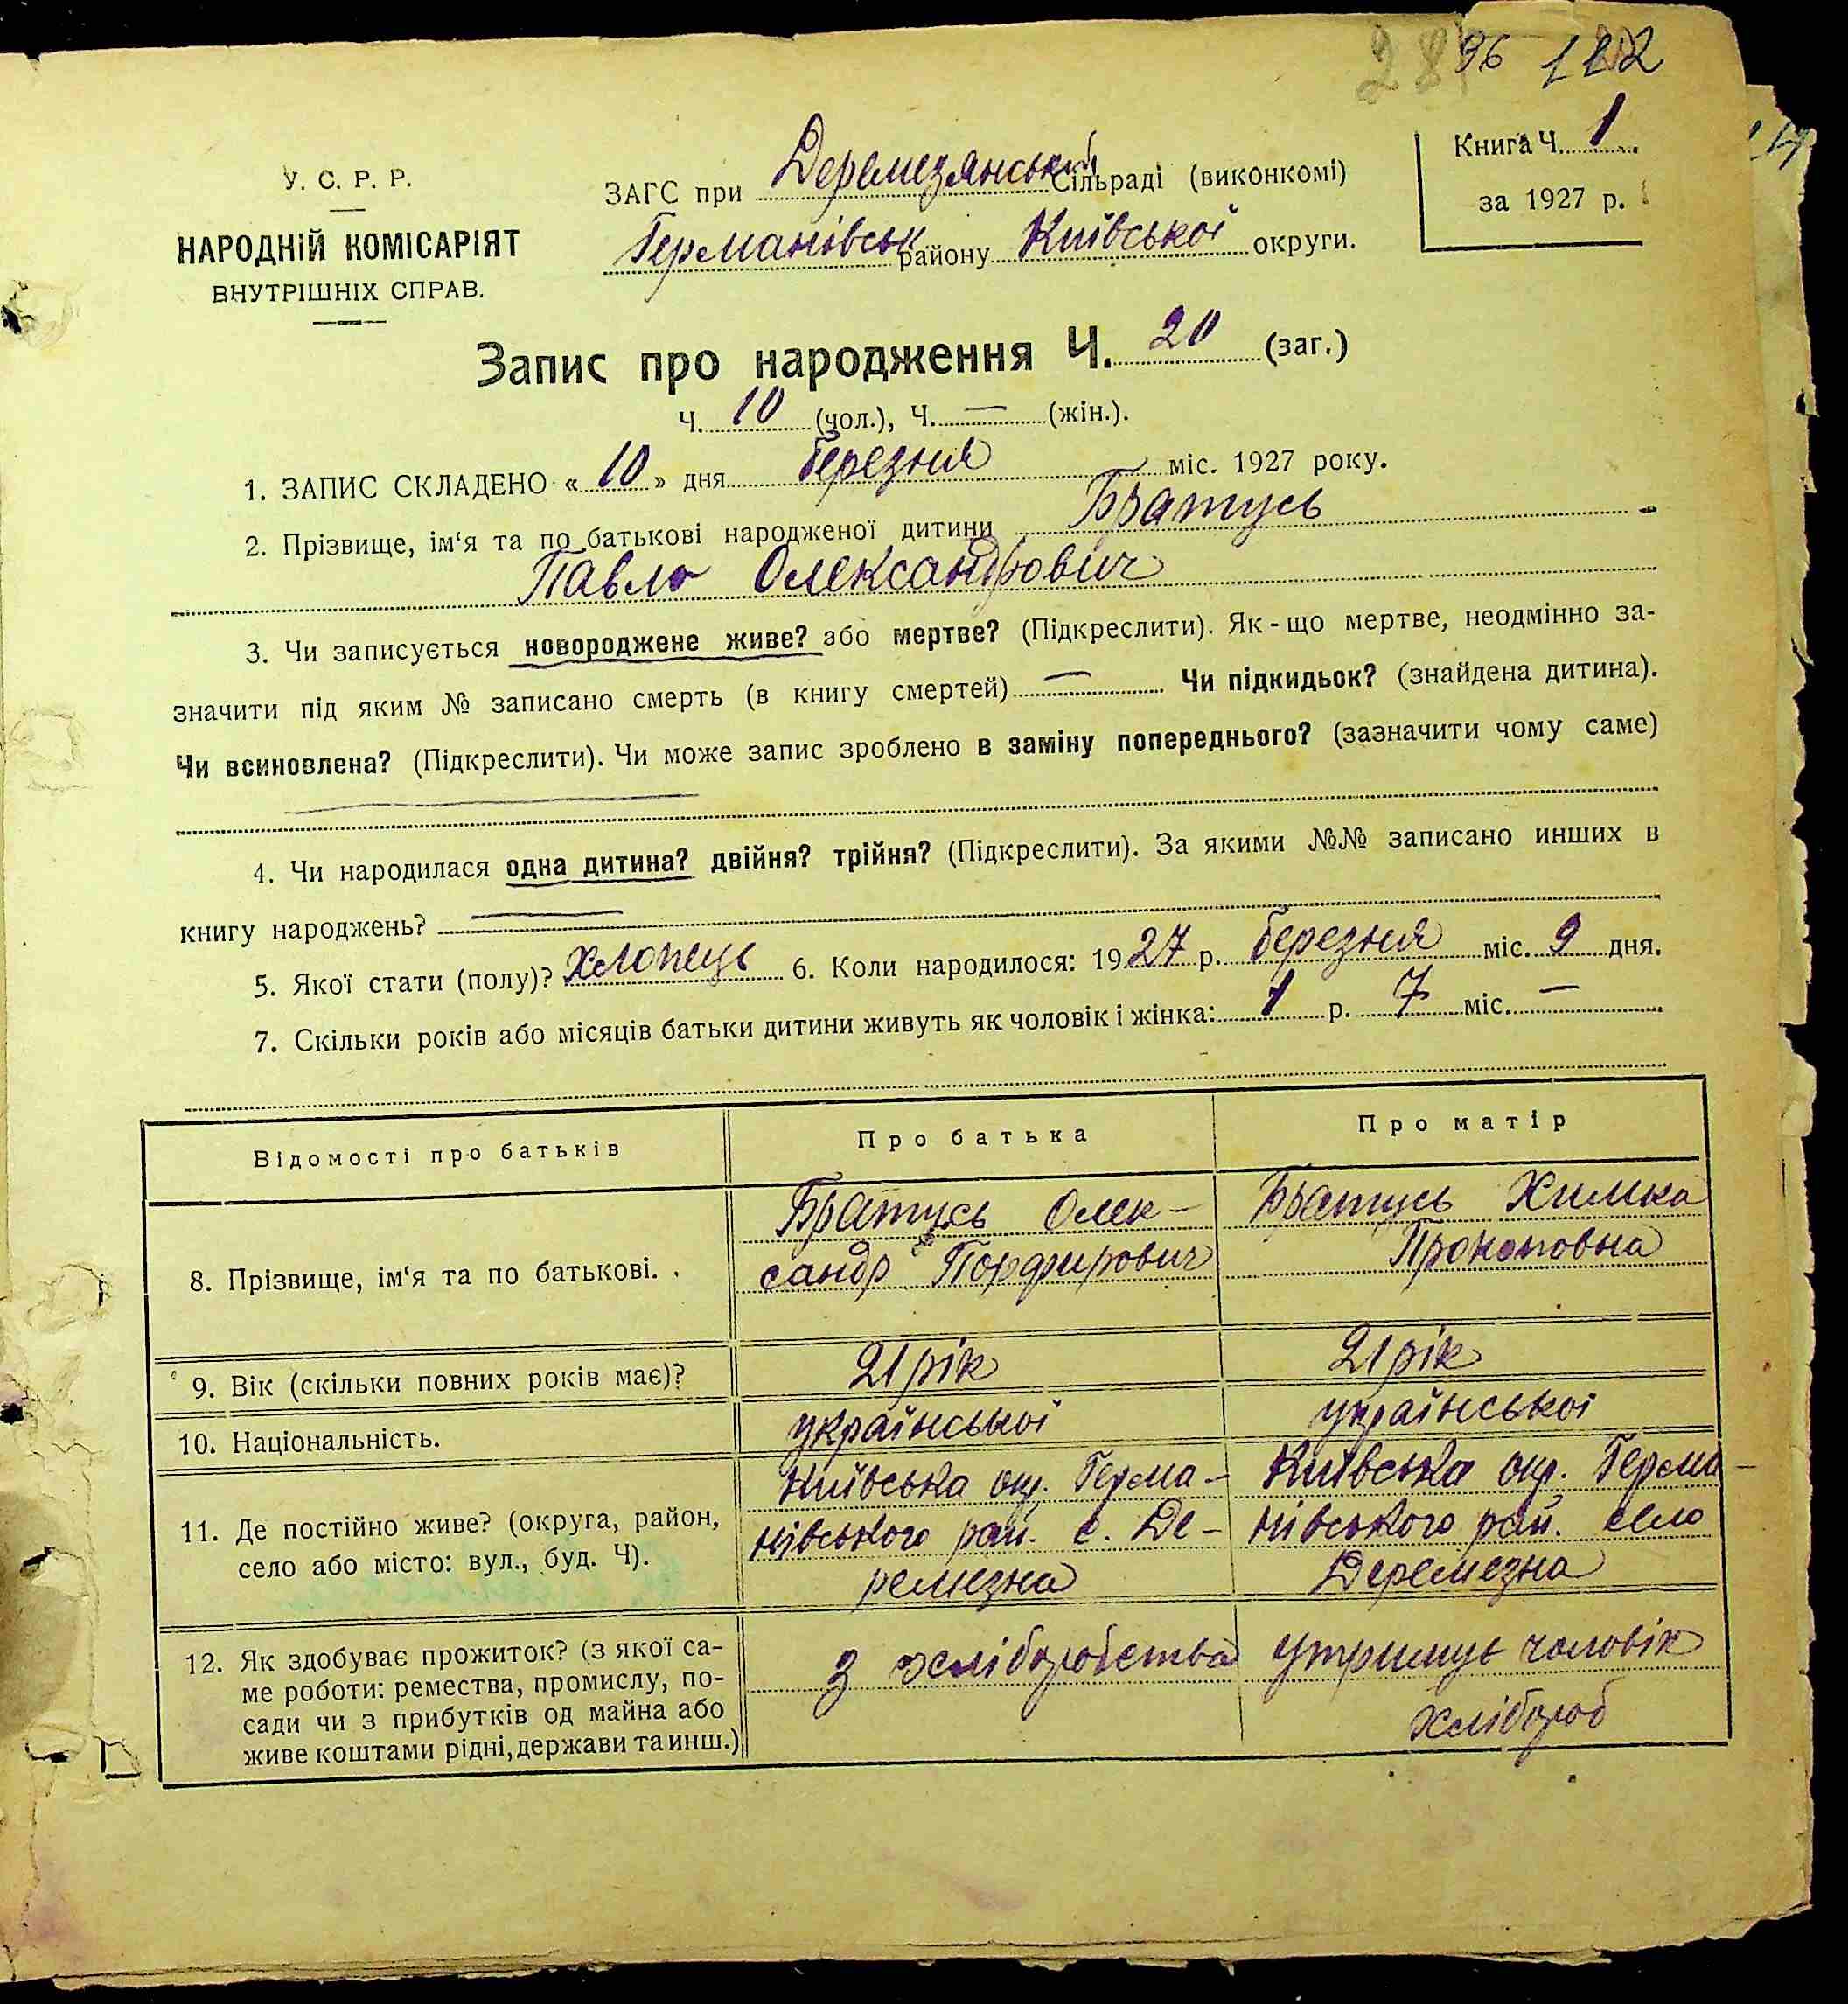 96 112
У. С. Р. Р.
НАРОДНІЙ КОМІСАРІЯТ
ВНУТРІШНІХ СПРАВ.
ЗАГС при Деремезянській Сільраді (виконкомі)
Германівськ району Київської округи.
Книга Ч. 1
за 1927 р.
Запис про народження Ч. 20 (заг.)
Ч. 10 (чол.), Ч. — (жін.).
1. ЗАПИС СКЛАДЕНО « 10 » дня березня міс. 1927 року.
2. Прізвище, ім‘я та по батькові народженої дитини Братусь
Павло Олександрович
3. Чи записується новороджене живе? або мертве? (Підкреслити). Як-що мертве, неодмінно за-
значити під яким № записано смерть (в книгу смертей) — Чи підкидьок? (знайдена дитина).
Чи всиновлена? (Підкреслити). Чи може запис зроблено в заміну попереднього? (зазначити чому саме)
4. Чи народилася одна дитина? двійня? трійня? (Підкреслити). За якими №№ записано инших в
книгу народжень? —
5. Якої стати (полу)? хлопець 6. Коли народилося: 1927 р. березня міс. 9 дня.
7. Скільки років або місяців батьки дитини живуть як чоловік і жінка: 1 р. 7 міс. —
Відомості про батьків
Про батька
Про матір
8. Прізвище, ім‘я та по батькові.
Братусь Олек-
сандр Порфирович
Братусь Химка
Прокоповна
9. Вік (скільки повних років має)?
21 рік
21 рік
10. Національність.
української
української
11. Де постійно живе? (округа, район,
село або місто: вул., буд. Ч).
Київська окр. Герма-
нівського рай. с. Де-
ремезна
Київська окр. Герма-
нівського рай. село
Деремезна
12. Як здобуває прожиток? (з якої са-
ме роботи: ремества, промислу, по-
сади чи з прибутків од майна або
живе коштами рідні, держави та инш.)
з хліборобства
утримує чоловік
хлібороб